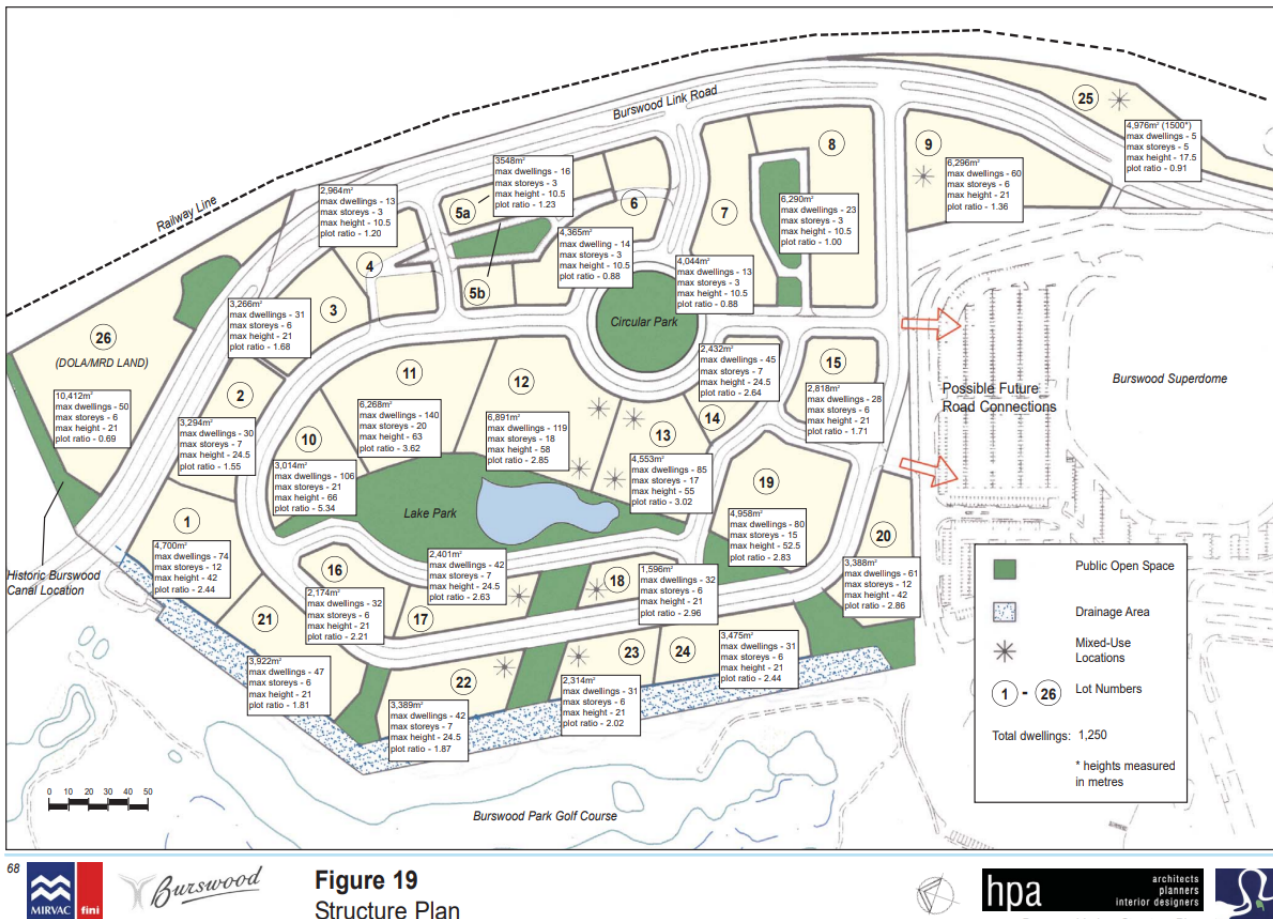 Burswood Link Road
Railway Line
25
4,976m² (1500*)
max dwellings - 5
max storeys - 5
max height - 17.5
plot ratio - 0.91
8
9
6,296m²
max dwellings - 60
max storeys - 6
max height - 21
plot ratio - 1.36
3548m²
max dwellings - 16
max storeys - 3
max height - 10.5
plot ratio - 1.23
5a
5b
2,964m²
max dwellings - 13
max storeys - 3
max height - 10.5
plot ratio - 1.20
4
6
4,365m²
max dwelling - 14
max storeys - 3
max height - 10.5
plot ratio - 0.88
7
6,290m²
max dwellings - 23
max storeys - 3
max height - 10.5
plot ratio - 1.00
4,044m²
max dwellings - 13
max storeys - 3
max height - 10.5
plot ratio - 0.88
3
3,266m²
max dwellings - 31
max storeys - 6
max height - 21
plot ratio - 1.68
Circular Park
26
(DOLA/MRD LAND)
10,412m²
max dwellings - 50
max storeys - 6
max height - 21
plot ratio - 0.69
2
3,294m²
max dwellings - 30
max storeys - 7
max height - 24.5
plot ratio - 1.55
11
6,268m²
max dwellings - 140
max storeys - 20
max height - 63
plot ratio - 3.62
12
6,891m²
max dwellings - 119
max storeys - 18
max height - 58
plot ratio - 2.85
2,432m²
max dwellings - 45
max storeys - 7
max height - 24.5
plot ratio - 2.64
14
15
2,818m²
max dwellings - 28
max storeys - 6
max height - 21
plot ratio - 1.71
Possible Future
Road Connections
Burswood Superdome
10
3,014m²
max dwellings - 106
max storeys - 21
max height - 66
plot ratio - 5.34
13
4,553m²
max dwellings - 85
max storeys - 17
max height - 55
plot ratio - 3.02
Lake Park
19
4,958m²
max dwellings - 80
max storeys - 15
max height - 52.5
plot ratio - 2.83
20
3,388m²
max dwellings - 61
max storeys - 12
max height - 42
plot ratio - 2.86
1
4,700m²
max dwellings - 74
max storeys - 12
max height - 42
plot ratio - 2.44
Historic Burswood
Canal Location
16
2,174m²
max dwellings - 32
max storeys - 6
max height - 21
plot ratio - 2.21
2,401m²
max dwellings - 42
max storeys - 7
max height - 24.5
plot ratio - 2.63
17
18
1,596m²
max dwellings - 32
max storeys - 6
max height - 21
plot ratio - 2.96
21
3,922m²
max dwellings - 47
max storeys - 6
max height - 21
plot ratio - 1.81
22
3,389m²
max dwellings - 42
max storeys - 7
max height - 24.5
plot ratio - 1.87
23
2,314m²
max dwellings - 31
max storeys - 6
max height - 21
plot ratio - 2.02
24
3,475m²
max dwellings - 31
max storeys - 6
max height - 21
plot ratio - 2.44
Public Open Space
Drainage Area
Mixed-Use
Locations
1 - 26 Lot Numbers
Total dwellings: 1,250
* heights measured
in metres
0 10 20 30 40 50
Burswood Park Golf Course
68
MIRVAC fini
Burswood
Figure 19
Structure Plan
hpa
architects
planners
interior designers